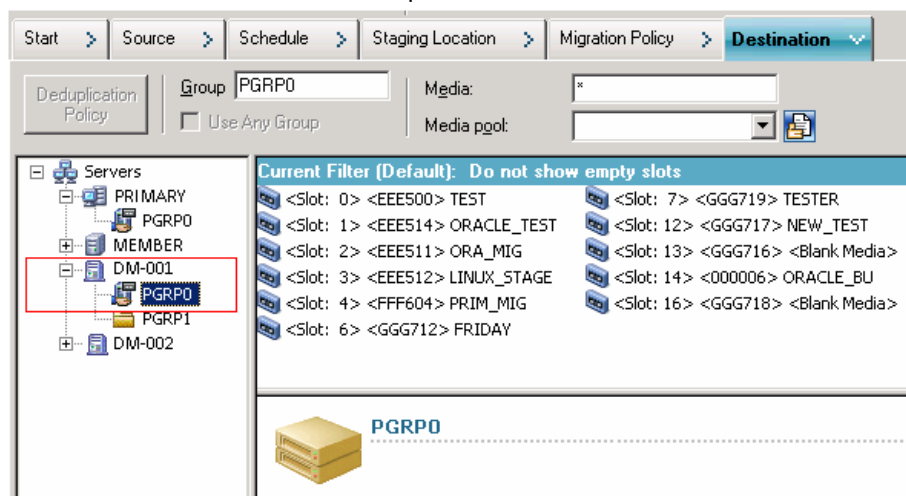 Start > Source > Schedule > Staging Location > Migration Policy > Destination
Deduplication Policy
Group PGRP0
Use Any Group
Media: *
Media pool:
Servers
PRIMARY
PGRP0
MEMBER
DM-001
PGRP0
PGRP1
DM-002
Current Filter (Default): Do not show empty slots
<Slot: 0> <EEE500> TEST
<Slot: 1> <EEE514> ORACLE_TEST
<Slot: 2> <EEE511> ORA_MIG
<Slot: 3> <EEE512> LINUX_STAGE
<Slot: 4> <FFF604> PRIM_MIG
<Slot: 6> <GGG712> FRIDAY
<Slot: 7> <GGG719> TESTER
<Slot: 12> <GGG717> NEW_TEST
<Slot: 13> <GGG716> <Blank Media>
<Slot: 14> <000006> ORACLE_BU
<Slot: 16> <GGG718> <Blank Media>
PGRP0